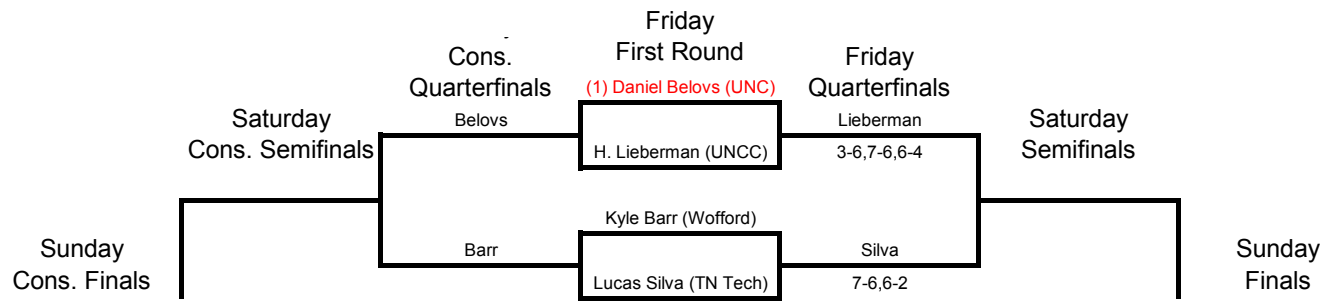 Friday
First Round
Cons.
Quarterfinals
(1) Daniel Belovs (UNC)
Friday
Quarterfinals
Saturday
Cons. Semifinals
Belovs
Lieberman
Saturday
Semifinals
H. Lieberman (UNCC)
3-6,7-6,6-4
Kyle Barr (Wofford)
Sunday
Cons. Finals
Barr
Silva
Sunday
Finals
Lucas Silva (TN Tech)
7-6,6-2